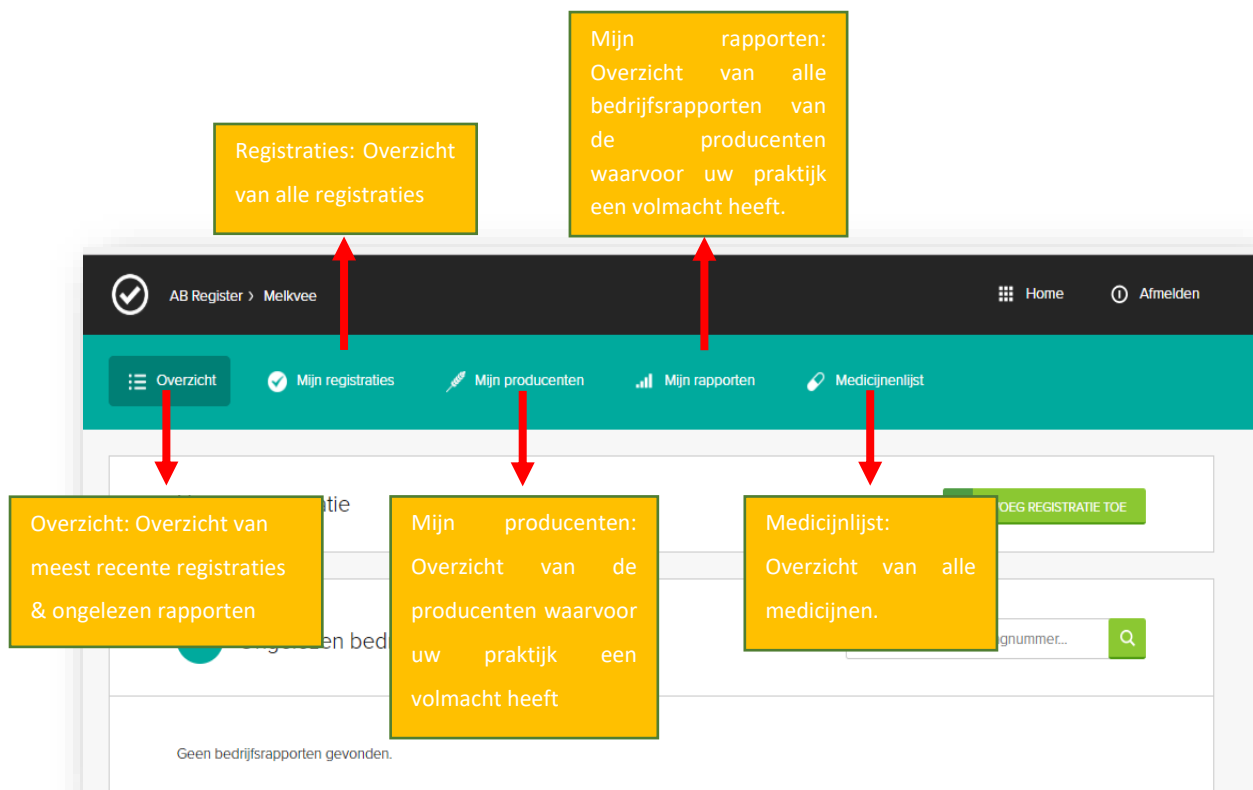 Mijn rapporten:
Overzicht van alle
bedrijfsrapporten van
de producenten
waarvoor uw praktijk
een volmacht heeft.
Registraties: Overzicht
van alle registraties
AB Register > Melkvee
Home
Afmelden
Overzicht
Mijn registraties
Mijn producenten
Mijn rapporten
Medicijnenlijst
OEG REGISTRATIE TOE
Overzicht: Overzicht van
meest recente registraties
& ongelezen rapporten
Mijn producenten:
Overzicht van de
producenten waarvoor
uw praktijk een
volmacht heeft
Medicijnlijst:
Overzicht van alle
medicijnen.
Geen bedrijfsrapporten gevonden.